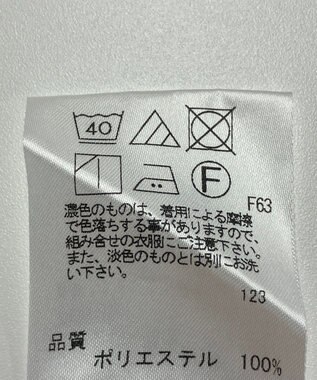 40
F
F63
濃色のものは、着用による摩擦
で色落ちする事がありますので、
組み合せの衣服にご注意下さい。
また、淡色のものとは別にお洗
い下さい。
123
品質
ポリエステル 100%